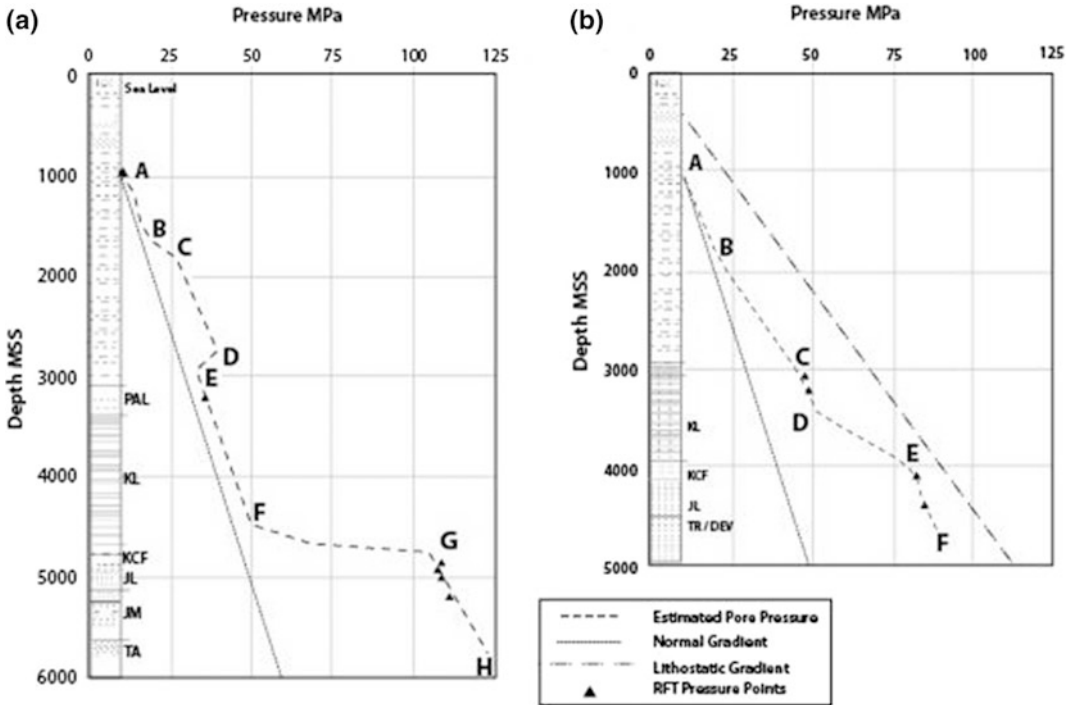 (a)
Pressure MPa
0 25 50 75 100 125
Depth MSS
0
1000
2000
3000
4000
5000
6000
Sea Level
PAL
KL
KCF
JL
JM
TA
A
B
C
D
E
F
G
H
(b)
Pressure MPa
0 25 50 75 100 125
Depth MSS
0
1000
2000
3000
4000
5000
KL
KCF
JL
TR / DEV
A
B
C
D
E
F
Estimated Pore Pressure
Normal Gradient
Lithostatic Gradient
RFT Pressure Points